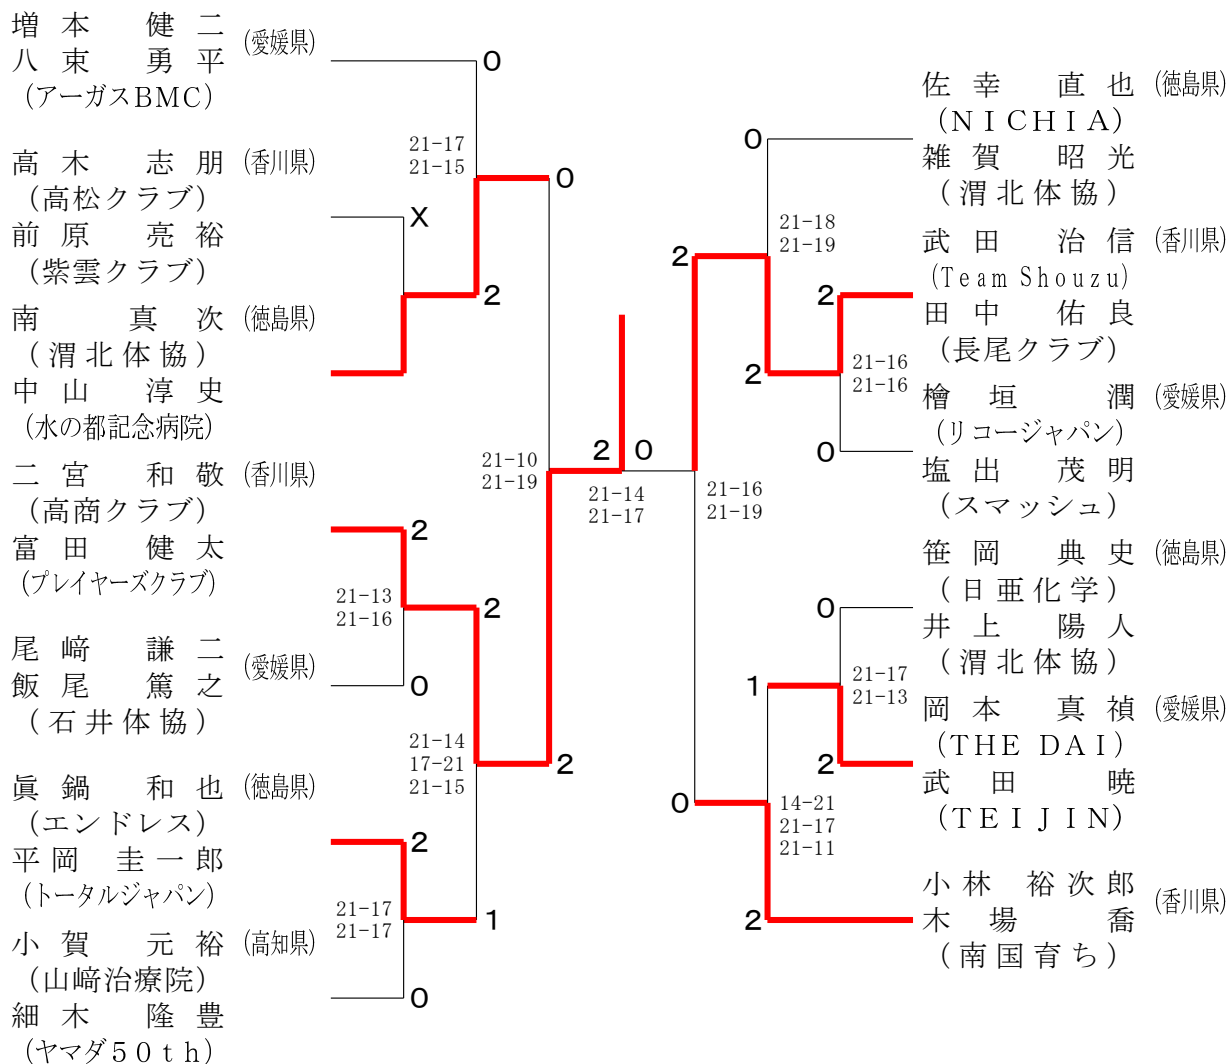 増本 健二 (愛媛県)
八束 勇平
(アーガスBMC)
高木 志朋 (香川県)
(高松クラブ)
前原 亮裕
(紫雲クラブ)
南 真次 (徳島県)
(渭北体協)
中山 淳史
(水の都記念病院)
二宮 和敬 (香川県)
(高商クラブ)
富田 健太
(プレイヤーズクラブ)
尾﨑 謙二 (愛媛県)
飯尾 篤之
(石井体協)
眞鍋 和也 (徳島県)
(エンドレス)
平岡 圭一郎
(トータルジャパン)
小賀 元裕 (高知県)
(山﨑治療院)
細木 隆豊
(ヤマダ50th)
0
21-17
21-15
0
X
2
2
21-13
21-16
2
0
21-14
17-21
21-15
2
2
21-17
21-17
1
0
21-10
21-19
2 0
21-14
21-17
21-16
21-19
0
21-18
21-19
2
2
2
21-16
21-16
0
0
21-17
21-13
1
2
0
14-21
21-17
21-11
2
佐幸 直也 (徳島県)
(NICHIA)
雑賀 昭光
(渭北体協)
武田 治信 (香川県)
(Team Shouzu)
田中 佑良
(長尾クラブ)
檜垣 潤 (愛媛県)
(リコージャパン)
塩出 茂明
(スマッシュ)
笹岡 典史 (徳島県)
(日亜化学)
井上 陽人
(渭北体協)
岡本 真禎 (愛媛県)
(THE DAI)
武田 暁
(TEIJIN)
小林 裕次郎 (香川県)
木場 喬
(南国育ち)